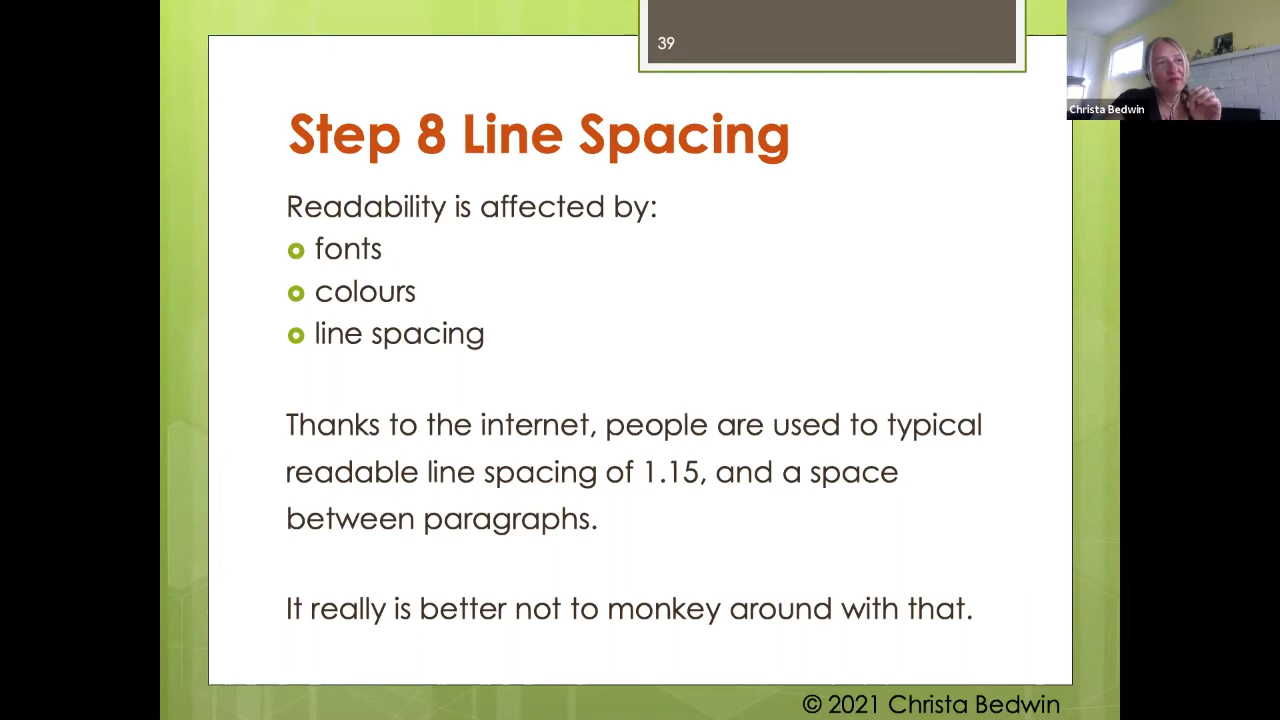 39
Christa Bedwin
Step 8 Line Spacing
Readability is affected by:
fonts
colours
line spacing
Thanks to the internet, people are used to typical
readable line spacing of 1.15, and a space
between paragraphs.
It really is better not to monkey around with that.
© 2021 Christa Bedwin